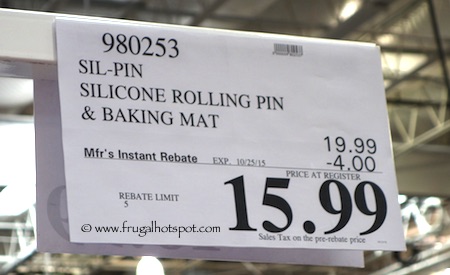 980253
SIL-PIN
SILICONE ROLLING PIN
& BAKING MAT
19.99
Mfr's Instant Rebate EXP. 10/25/15 -4.00
PRICE AT REGISTER
REBATE LIMIT
5
15.99
© www.frugalhotspot.com
Sales Tax on the pre-rebate price